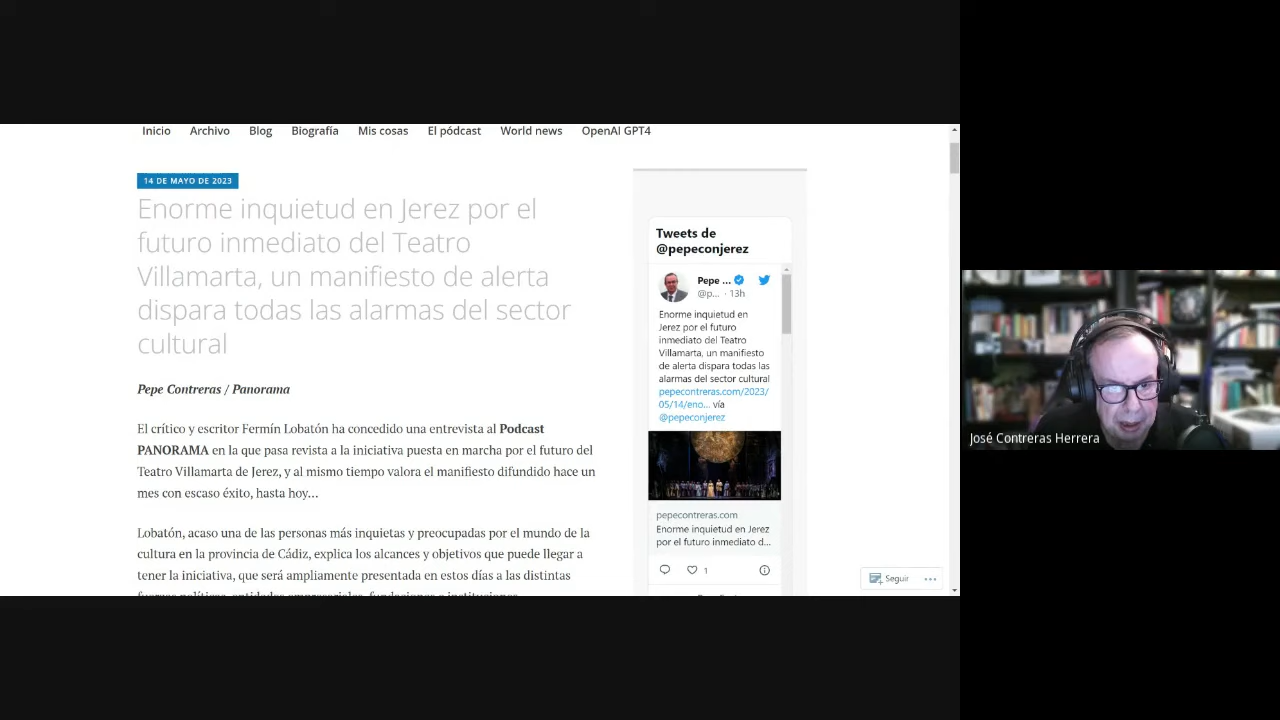 Inicio Archivo Blog Biografía Mis cosas El pódcast World news OpenAI GPT4
14 DE MAYO DE 2023
Enorme inquietud en Jerez por el
futuro inmediato del Teatro
Villamarta, un manifiesto de alerta
dispara todas las alarmas del sector
cultural
Pepe Contreras / Panorama
El crítico y escritor Fermín Lobatón ha concedido una entrevista al Podcast
PANORAMA en la que pasa revista a la iniciativa puesta en marcha por el futuro del
Teatro Villamarta de Jerez, y al mismo tiempo valora el manifiesto difundido hace un
mes con escaso éxito, hasta hoy…
Lobatón, acaso una de las personas más inquietas y preocupadas por el mundo de la
cultura en la provincia de Cádiz, explica los alcances y objetivos que puede llegar a
tener la iniciativa, que será ampliamente presentada en estos días a las distintas
fuerzas políticas, entidades empresariales, fundaciones e instituciones
Tweets de
@pepeconjerez
Pepe ...
@p... · 13h
Enorme inquietud en
Jerez por el futuro
inmediato del Teatro
Villamarta, un manifiesto
de alerta dispara todas las
alarmas del sector cultural
pepecontreras.com/2023/
05/14/eno... vía
@pepeconjerez
pepecontreras.com
Enorme inquietud en Jerez
por el futuro inmediato d...
1
Seguir
José Contreras Herrera